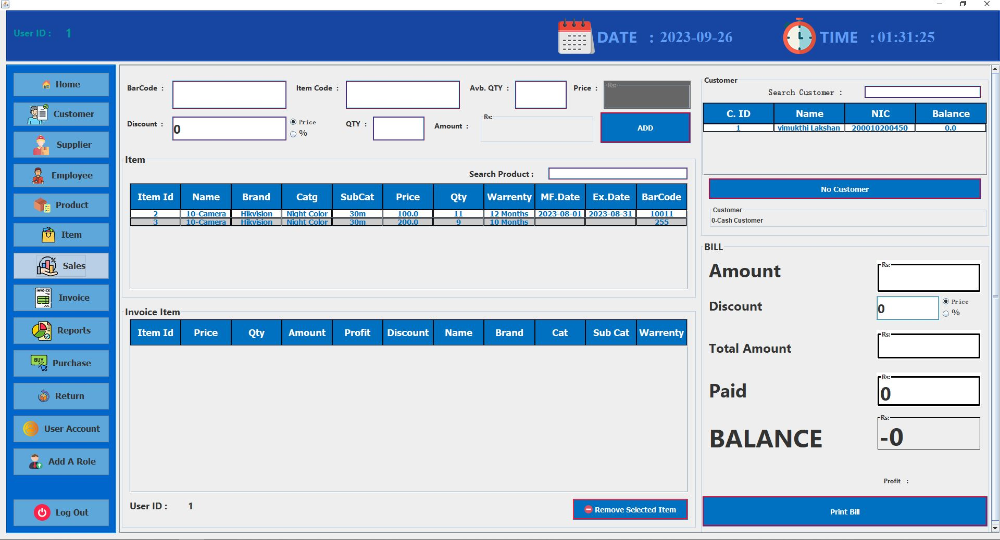 User ID :    1
DATE   : 2023-09-26
TIME   : 01:31:25
Home
Customer
Supplier
Employee
Product
Item
Sales
Invoice
Reports
BUY
Purchase
Return
User Account
Add A Role
Log Out
INVOICE
BarCode :
Item Code :
Avb. QTY :
Price :
Rs:
Discount :
0
Price
%
QTY :
Amount :
Rs:
ADD
Item
Search Product :
Item Id Name Brand Catg SubCat Price Qty Warrenty MF.Date Ex.Date BarCode
2 10-Camera Hikvision Night Color 30m 100.0 11 12 Months 2023-08-01 2023-08-31 10011
3 10-Camera Hikvision Night Color 30m 200.0 9 10 Months 255
Invoice Item
Item Id Price Qty Amount Profit Discount Name Brand Cat Sub Cat Warrenty
User ID :    1
Remove Selected Item
Customer
Search Customer :
C. ID Name NIC Balance
1 vimukthi Lakshan 200010200450 0.0
No Customer
Customer
0-Cash Customer
BILL
Amount
Rs:
Discount
0
Price
%
Total Amount
Rs:
Paid
Rs:
0
BALANCE
Rs:
-0
Profit :
Print Bill